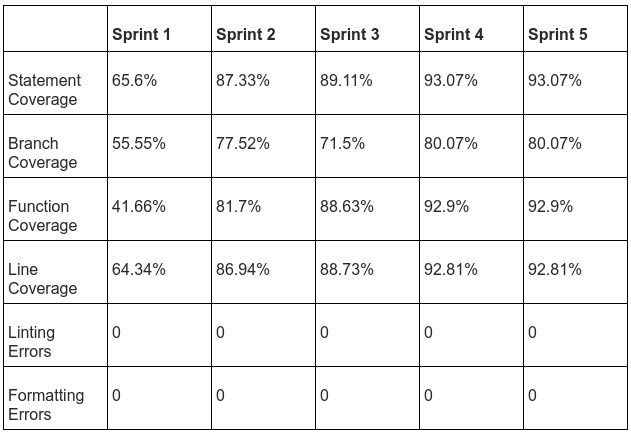 Sprint 1 Sprint 2 Sprint 3 Sprint 4 Sprint 5
Statement Coverage 65.6% 87.33% 89.11% 93.07% 93.07%
Branch Coverage 55.55% 77.52% 71.5% 80.07% 80.07%
Function Coverage 41.66% 81.7% 88.63% 92.9% 92.9%
Line Coverage 64.34% 86.94% 88.73% 92.81% 92.81%
Linting Errors 0 0 0 0 0
Formatting Errors 0 0 0 0 0